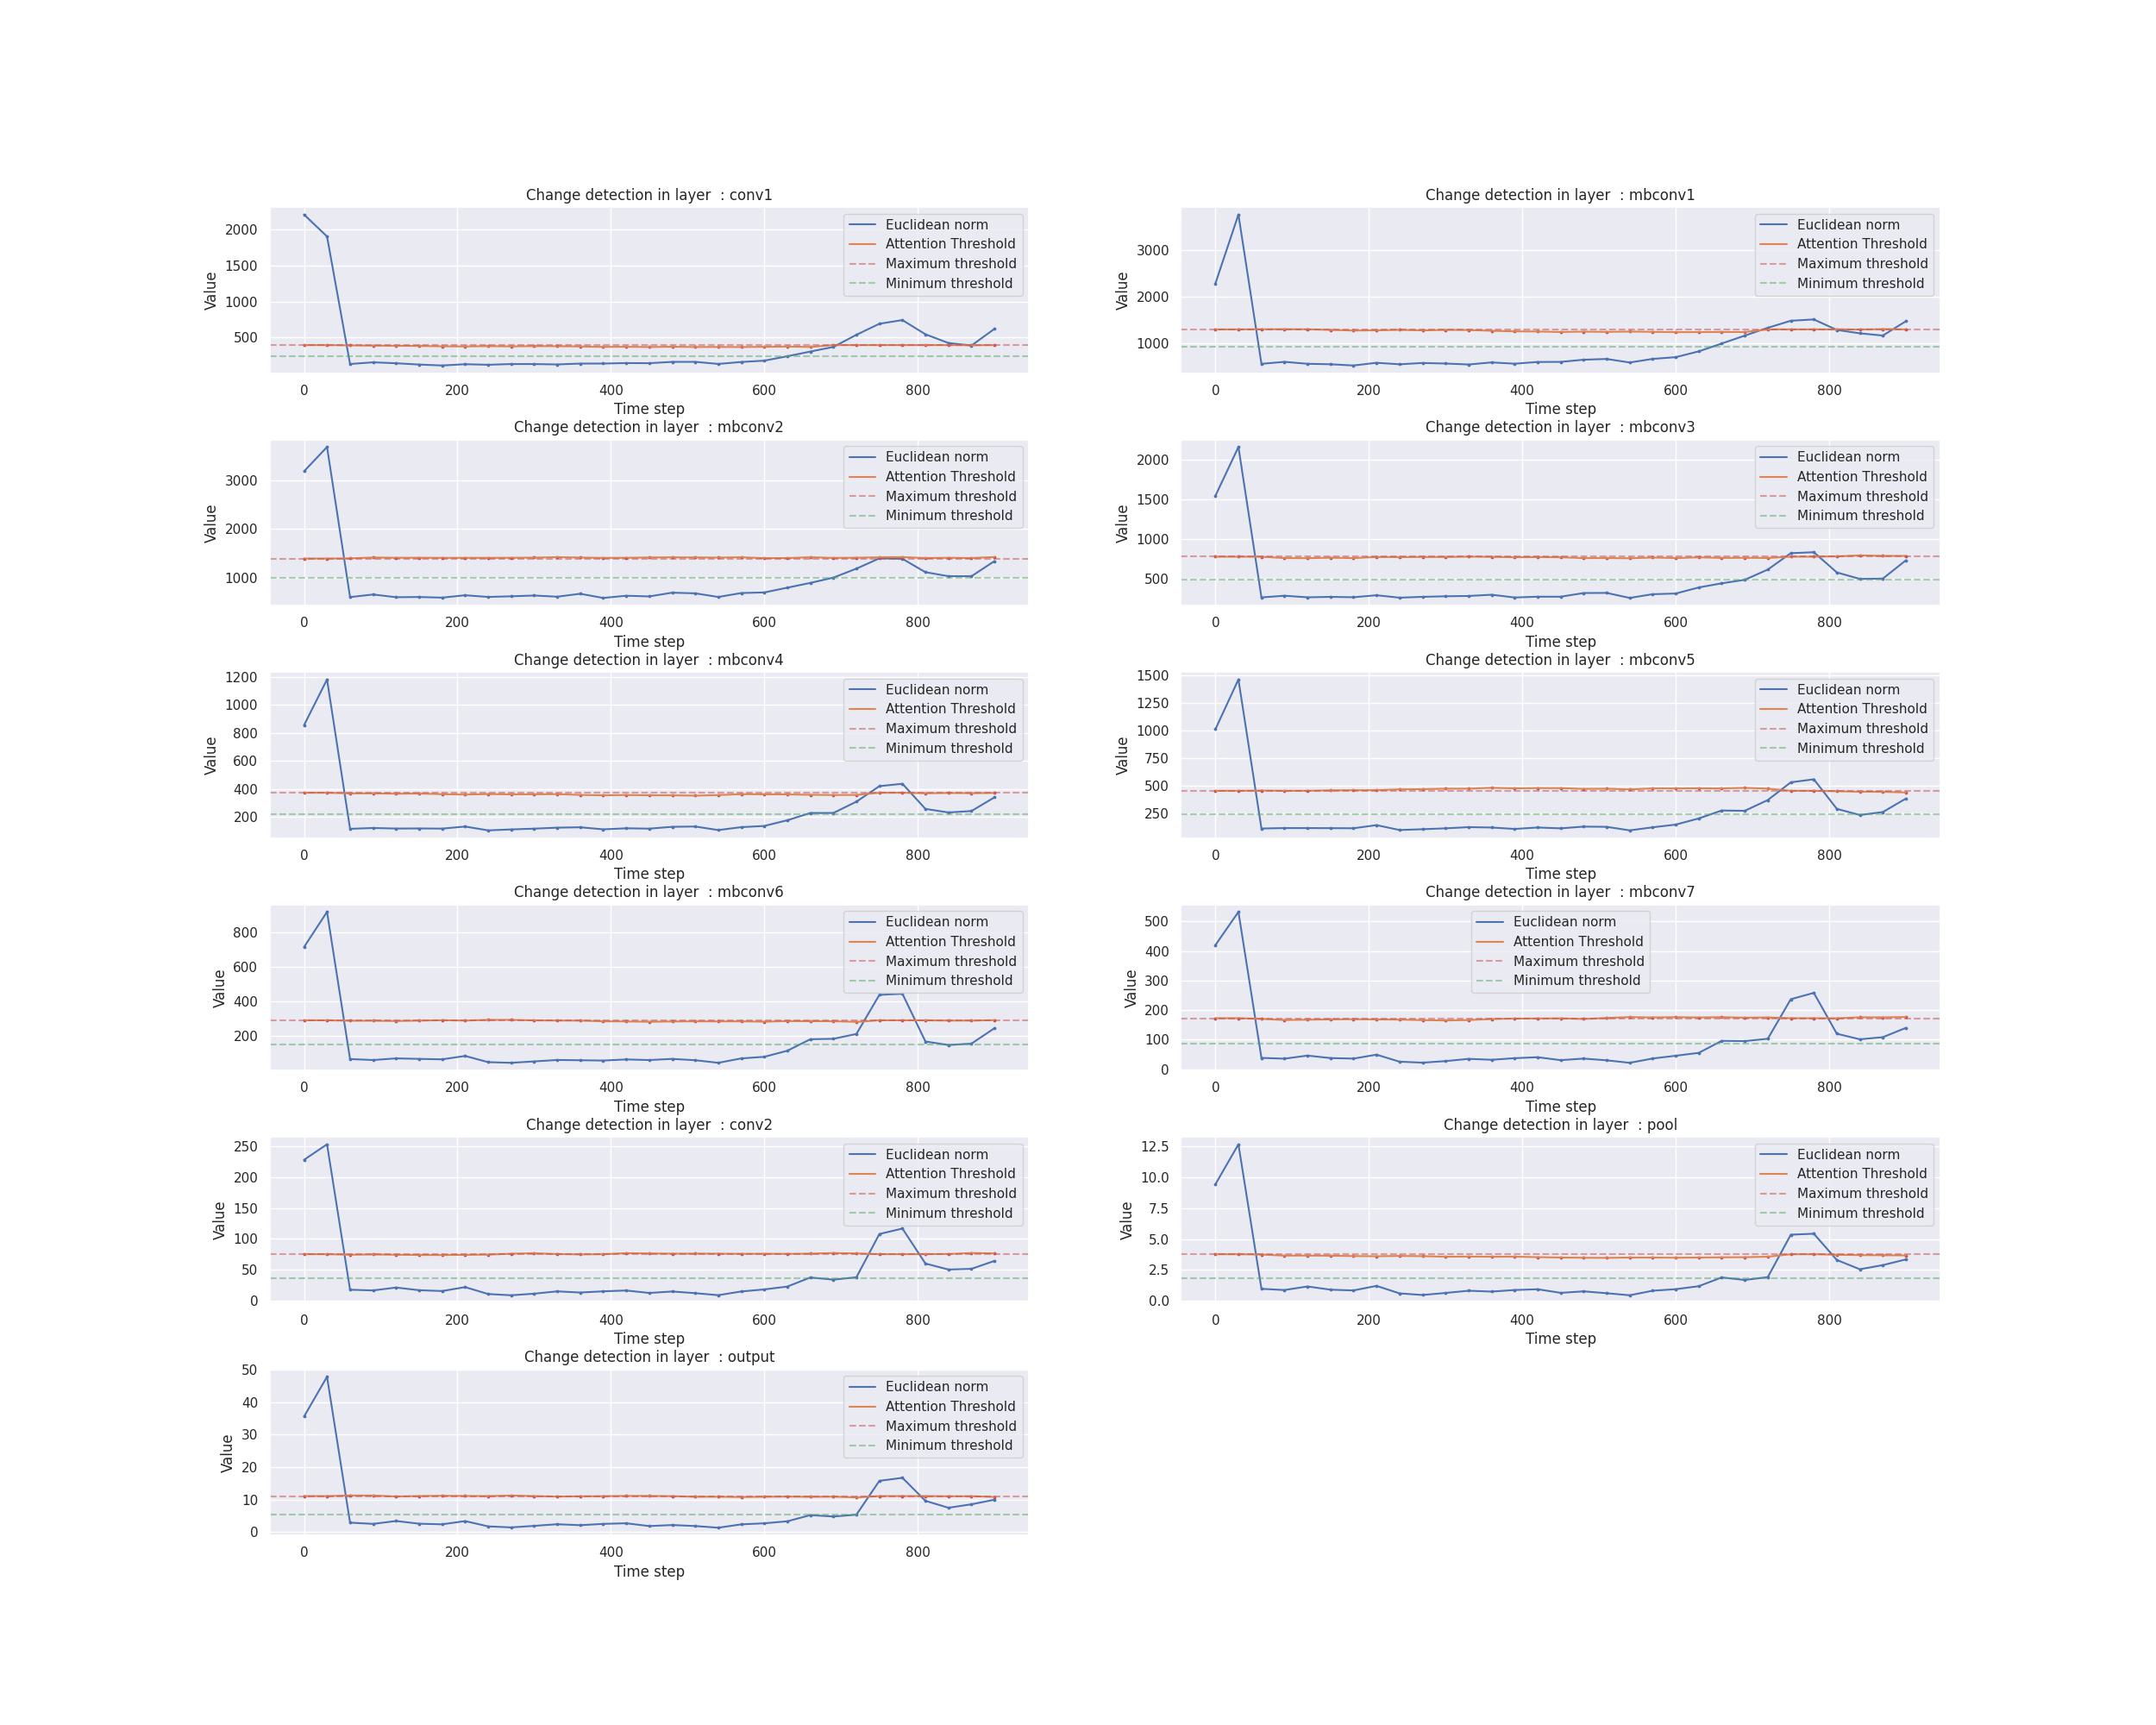 Change detection in layer  : conv1
2000
1500
1000
500
Value
Euclidean norm
Attention Threshold
Maximum threshold
Minimum threshold
0 200 400 600 800
Time step
Change detection in layer  : mbconv1
3000
2000
1000
Value
Euclidean norm
Attention Threshold
Maximum threshold
Minimum threshold
0 200 400 600 800
Time step
Change detection in layer  : mbconv2
3000
2000
1000
Value
Euclidean norm
Attention Threshold
Maximum threshold
Minimum threshold
0 200 400 600 800
Time step
Change detection in layer  : mbconv3
2000
1500
1000
500
Value
Euclidean norm
Attention Threshold
Maximum threshold
Minimum threshold
0 200 400 600 800
Time step
Change detection in layer  : mbconv4
1200
1000
800
600
400
200
Value
Euclidean norm
Attention Threshold
Maximum threshold
Minimum threshold
0 200 400 600 800
Time step
Change detection in layer  : mbconv5
1500
1250
1000
750
500
250
Value
Euclidean norm
Attention Threshold
Maximum threshold
Minimum threshold
0 200 400 600 800
Time step
Change detection in layer  : mbconv6
800
600
400
200
Value
Euclidean norm
Attention Threshold
Maximum threshold
Minimum threshold
0 200 400 600 800
Time step
Change detection in layer  : mbconv7
500
400
300
200
100
0
Value
Euclidean norm
Attention Threshold
Maximum threshold
Minimum threshold
0 200 400 600 800
Time step
Change detection in layer  : conv2
250
200
150
100
50
0
Value
Euclidean norm
Attention Threshold
Maximum threshold
Minimum threshold
0 200 400 600 800
Time step
Change detection in layer  : pool
12.5
10.0
7.5
5.0
2.5
0.0
Value
Euclidean norm
Attention Threshold
Maximum threshold
Minimum threshold
0 200 400 600 800
Time step
Change detection in layer  : output
50
40
30
20
10
0
Value
Euclidean norm
Attention Threshold
Maximum threshold
Minimum threshold
0 200 400 600 800
Time step